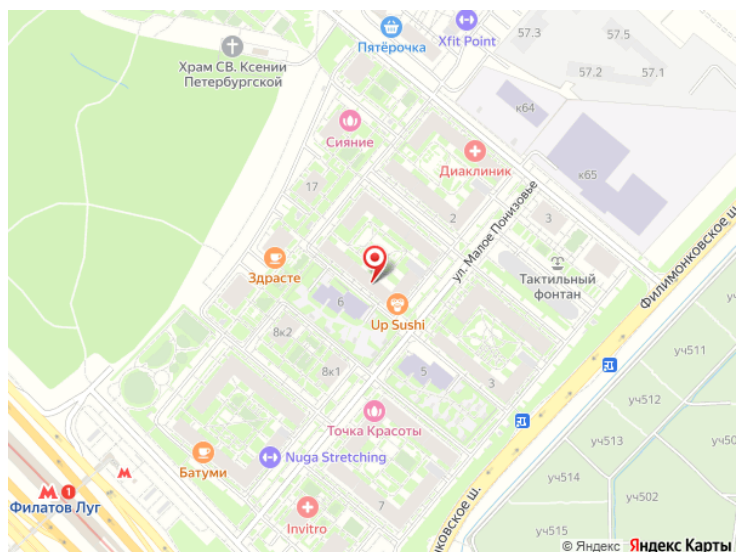 57.3
57.5
Пятёрочка
Xfit Point
57.2
57.1
Храм СВ. Ксении
Петербургской
к64
Сияние
Диаклиник
к65
17
2
3
ул. Малое Понизовье
Здрасте
Тактильный
фонтан
Филимонковское ш.
6
Up Sushi
8к2
уч511
8к1
5
3
уч512
Точка Красоты
уч513
Nuga Stretching
Батуми
уч514
М
М 1
Филатов Луг
уч502
7
Invitro
уч515
© Яндекс Яндекс Карты